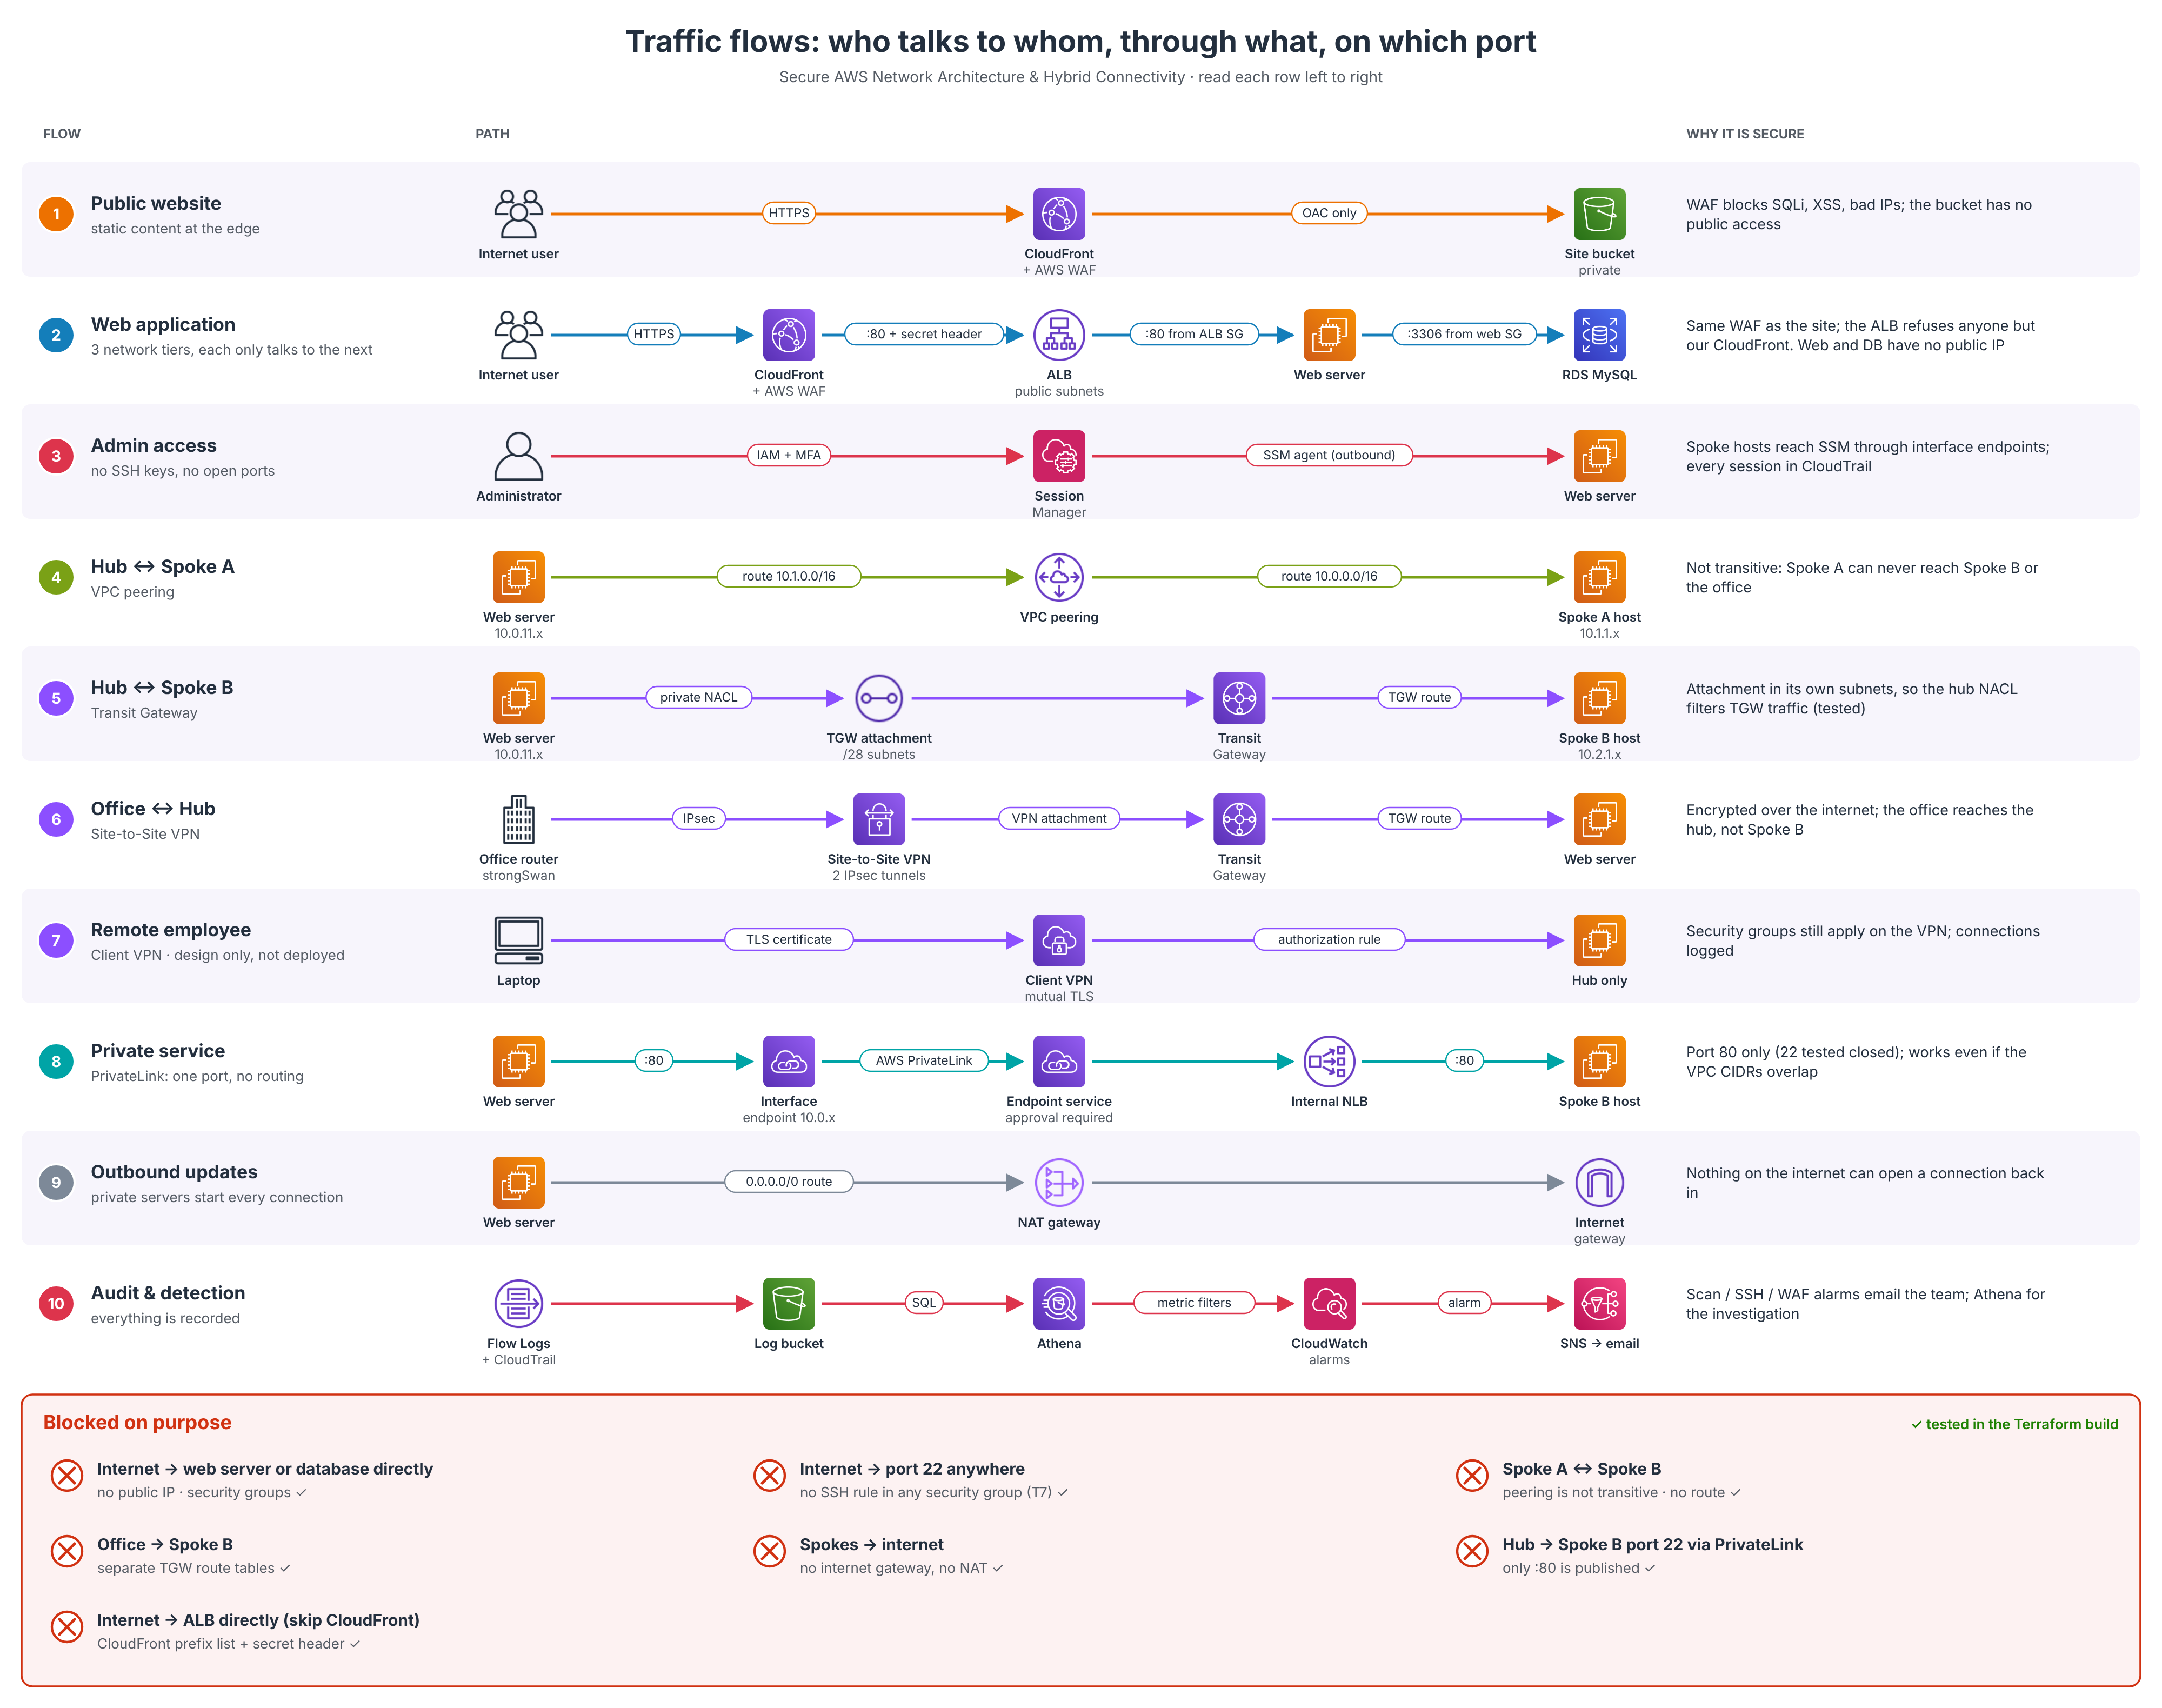 Traffic flows: who talks to whom, through what, on which port
Secure AWS Network Architecture & Hybrid Connectivity · read each row left to right
FLOW
PATH
WHY IT IS SECURE
1
Public website
static content at the edge
Internet user
HTTPS
CloudFront
+ AWS WAF
OAC only
Site bucket
private
WAF blocks SQLi, XSS, bad IPs; the bucket has no
public access
2
Web application
3 network tiers, each only talks to the next
Internet user
HTTPS
CloudFront
+ AWS WAF
:80 + secret header
ALB
public subnets
:80 from ALB SG
Web server
:3306 from web SG
RDS MySQL
Same WAF as the site; the ALB refuses anyone but
our CloudFront. Web and DB have no public IP
3
Admin access
no SSH keys, no open ports
Administrator
IAM + MFA
Session
Manager
SSM agent (outbound)
Web server
Spoke hosts reach SSM through interface endpoints;
every session in CloudTrail
4
Hub ↔ Spoke A
VPC peering
Web server
10.0.11.x
route 10.1.0.0/16
VPC peering
route 10.0.0.0/16
Spoke A host
10.1.1.x
Not transitive: Spoke A can never reach Spoke B or
the office
5
Hub ↔ Spoke B
Transit Gateway
Web server
10.0.11.x
private NACL
TGW attachment
/28 subnets
Transit
Gateway
TGW route
Spoke B host
10.2.1.x
Attachment in its own subnets, so the hub NACL
filters TGW traffic (tested)
6
Office ↔ Hub
Site-to-Site VPN
Office router
strongSwan
IPsec
Site-to-Site VPN
2 IPsec tunnels
VPN attachment
Transit
Gateway
TGW route
Web server
Encrypted over the internet; the office reaches the
hub, not Spoke B
7
Remote employee
Client VPN · design only, not deployed
Laptop
TLS certificate
Client VPN
mutual TLS
authorization rule
Hub only
Security groups still apply on the VPN; connections
logged
8
Private service
PrivateLink: one port, no routing
Web server
:80
Interface
endpoint 10.0.x
AWS PrivateLink
Endpoint service
approval required
Internal NLB
:80
Spoke B host
Port 80 only (22 tested closed); works even if the
VPC CIDRs overlap
9
Outbound updates
private servers start every connection
Web server
0.0.0.0/0 route
NAT gateway
Internet
gateway
Nothing on the internet can open a connection back
in
10
Audit & detection
everything is recorded
Flow Logs
+ CloudTrail
Log bucket
SQL
Athena
metric filters
CloudWatch
alarms
alarm
SNS → email
Scan / SSH / WAF alarms email the team; Athena for
the investigation
Blocked on purpose
✓ tested in the Terraform build
Internet → web server or database directly
no public IP · security groups ✓
Internet → port 22 anywhere
no SSH rule in any security group (T7) ✓
Spoke A ↔ Spoke B
peering is not transitive · no route ✓
Office → Spoke B
separate TGW route tables ✓
Spokes → internet
no internet gateway, no NAT ✓
Hub → Spoke B port 22 via PrivateLink
only :80 is published ✓
Internet → ALB directly (skip CloudFront)
CloudFront prefix list + secret header ✓